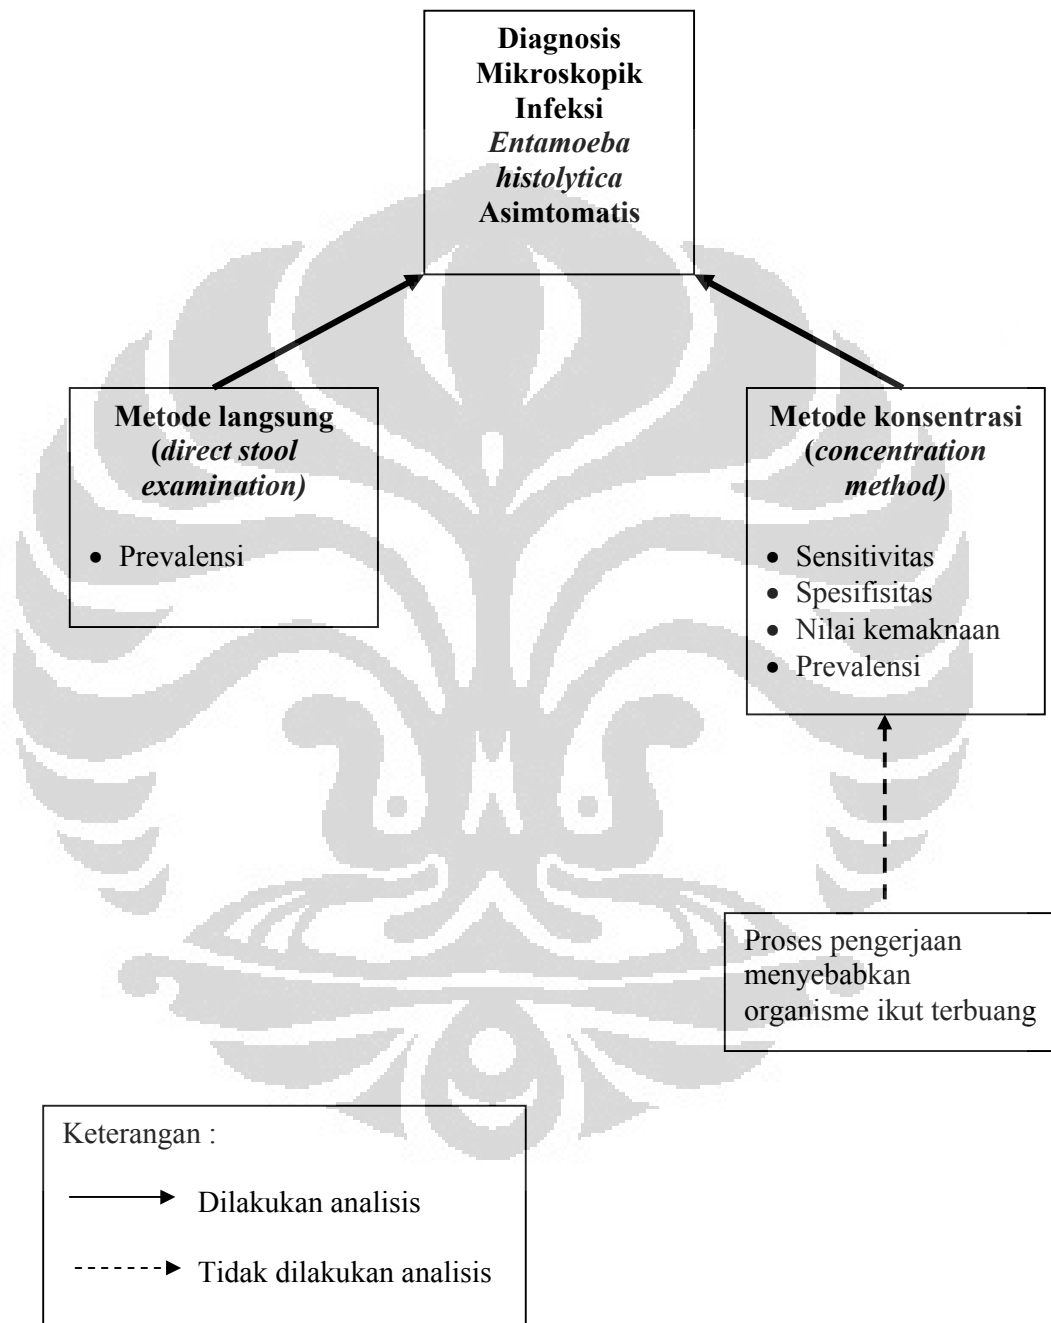 Diagnosis
Mikroskopik
Infeksi
Entamoeba
histolytica
Asimtomatis
Metode langsung
(direct stool
examination)
• Prevalensi
Metode konsentrasi
(concentration
method)
• Sensitivitas
• Spesifisitas
• Nilai kemaknaan
• Prevalensi
Proses pengerjaan
menyebabkan
organisme ikut terbuang
Keterangan :
Dilakukan analisis
Tidak dilakukan analisis